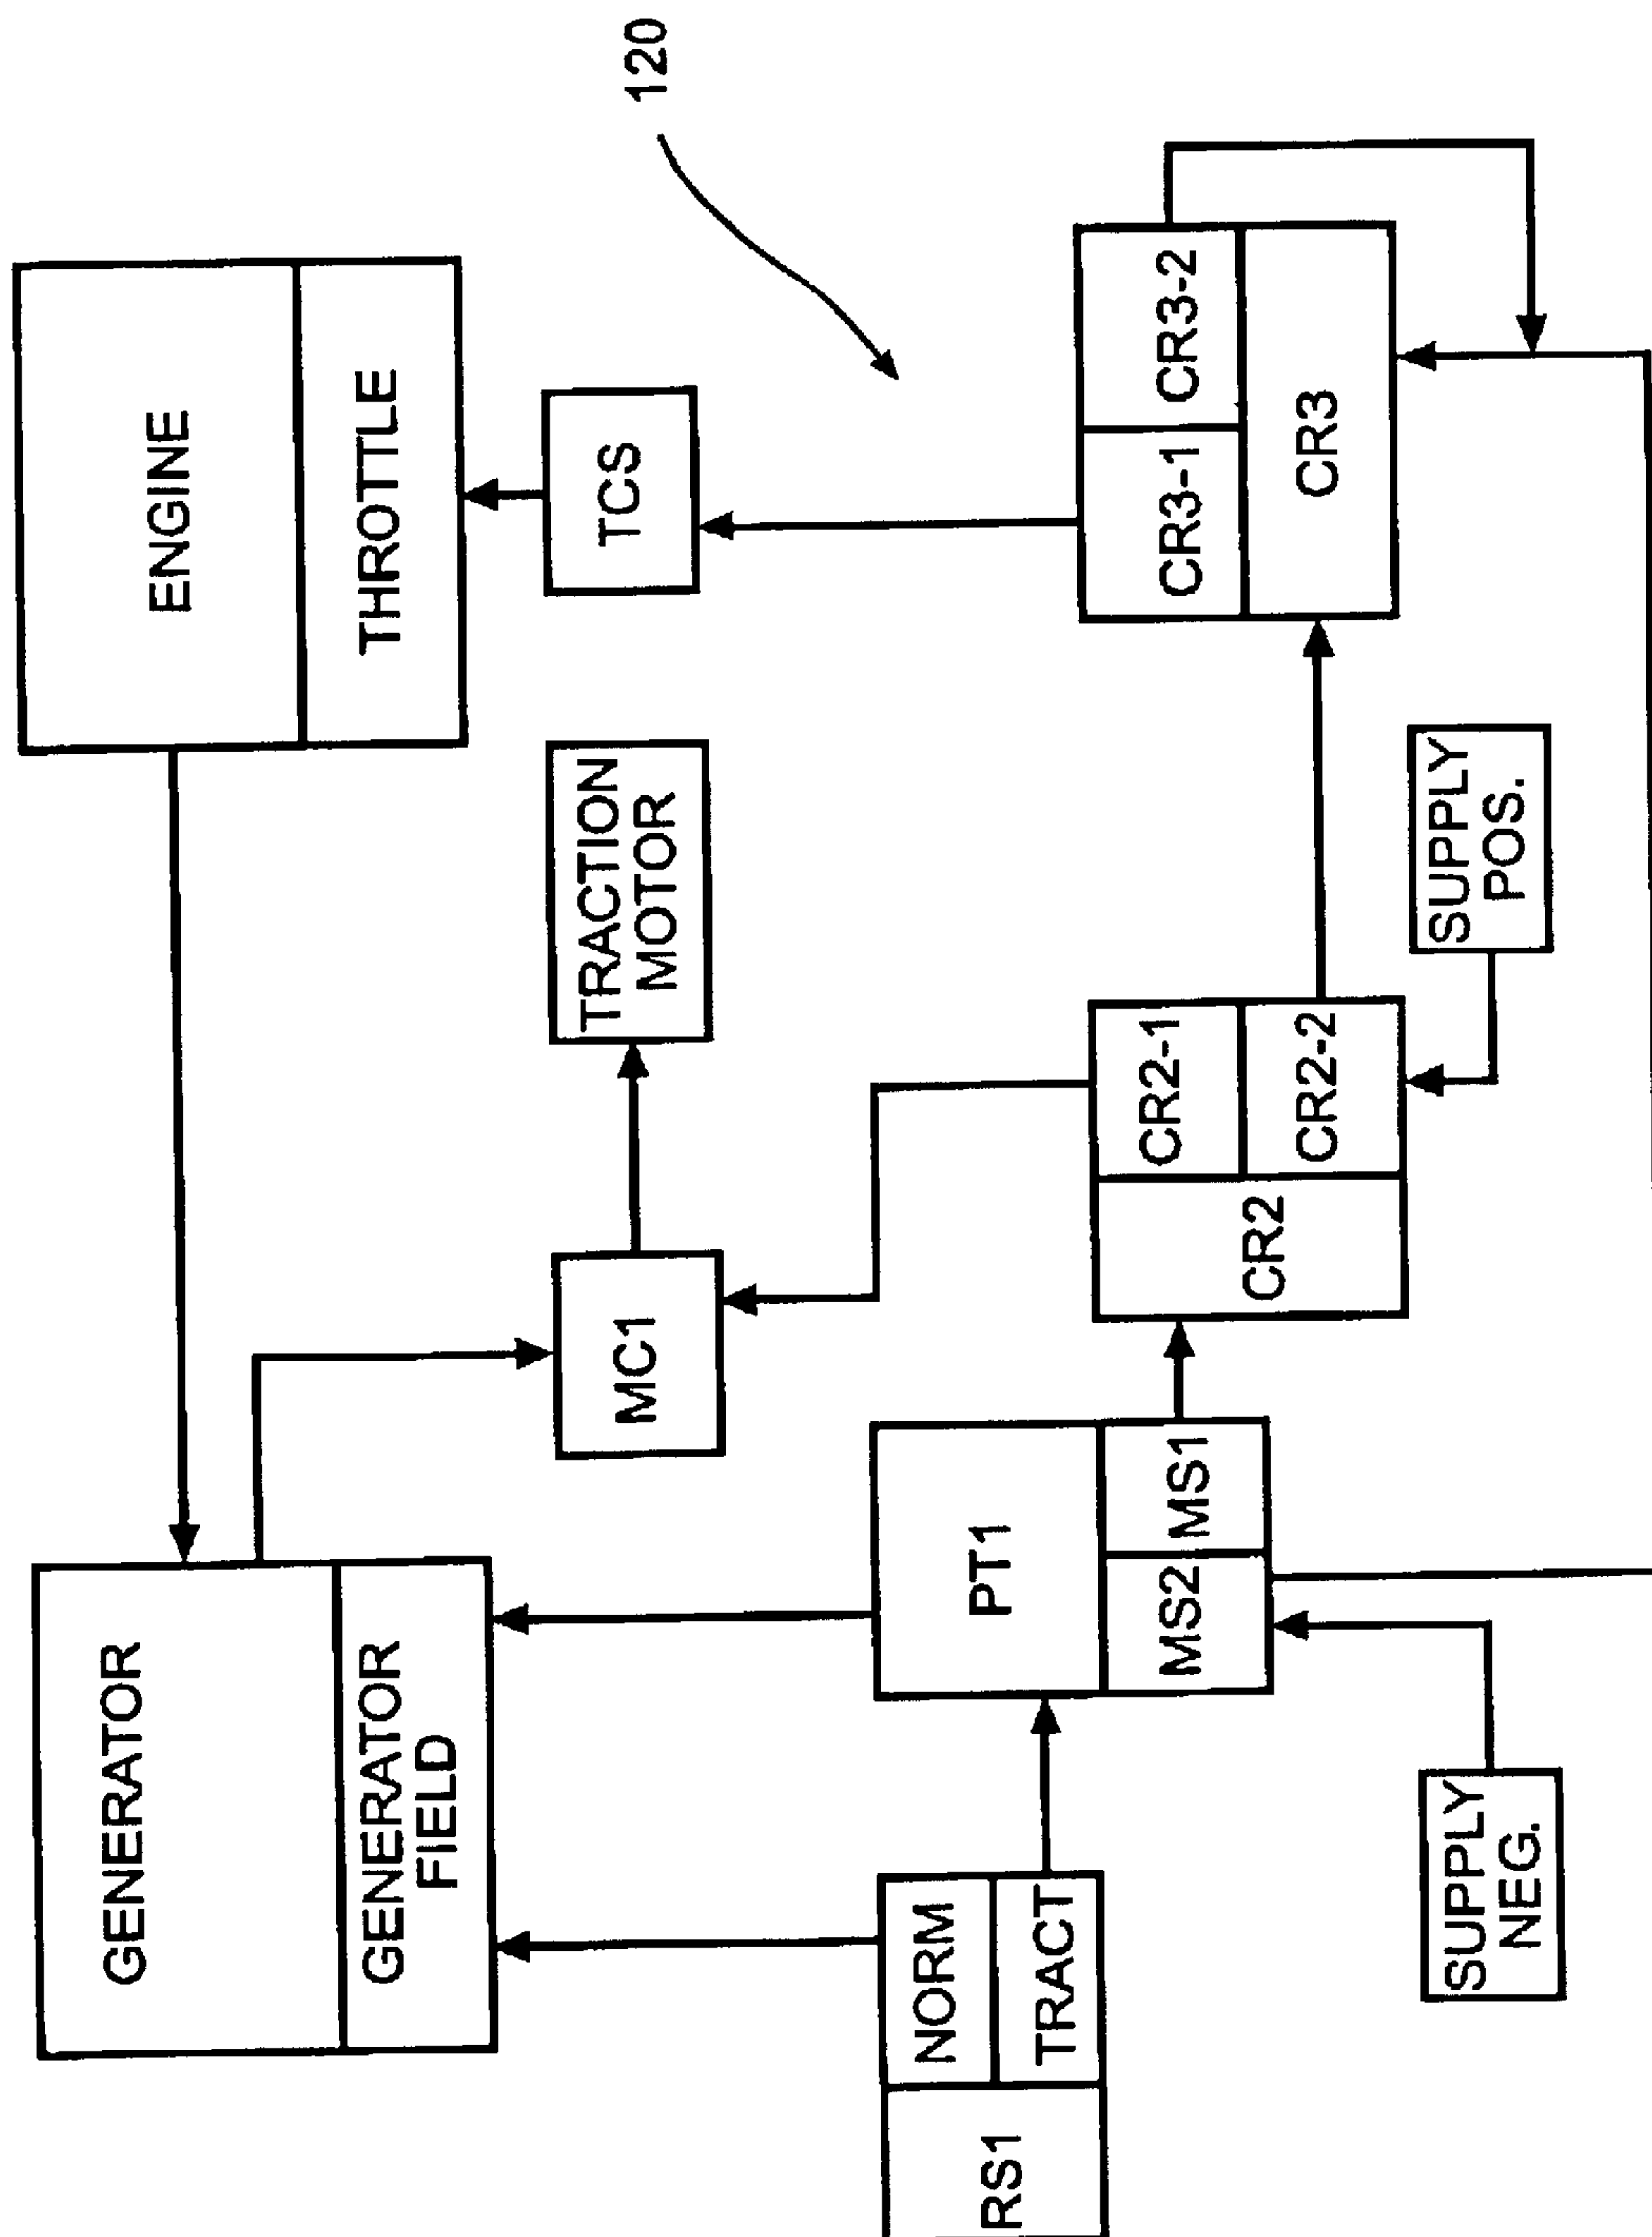 120
ENGINE
THROTTLE
TCS
CR3-1
CR3-2
CR3
TRACTION
MOTOR
SUPPLY
POS.
MC1
CR2-1
CR2-2
CR2
GENERATOR
GENERATOR
FIELD
PT1
MS2
MS1
NORM
TRACT
RS1
SUPPLY
NEG.